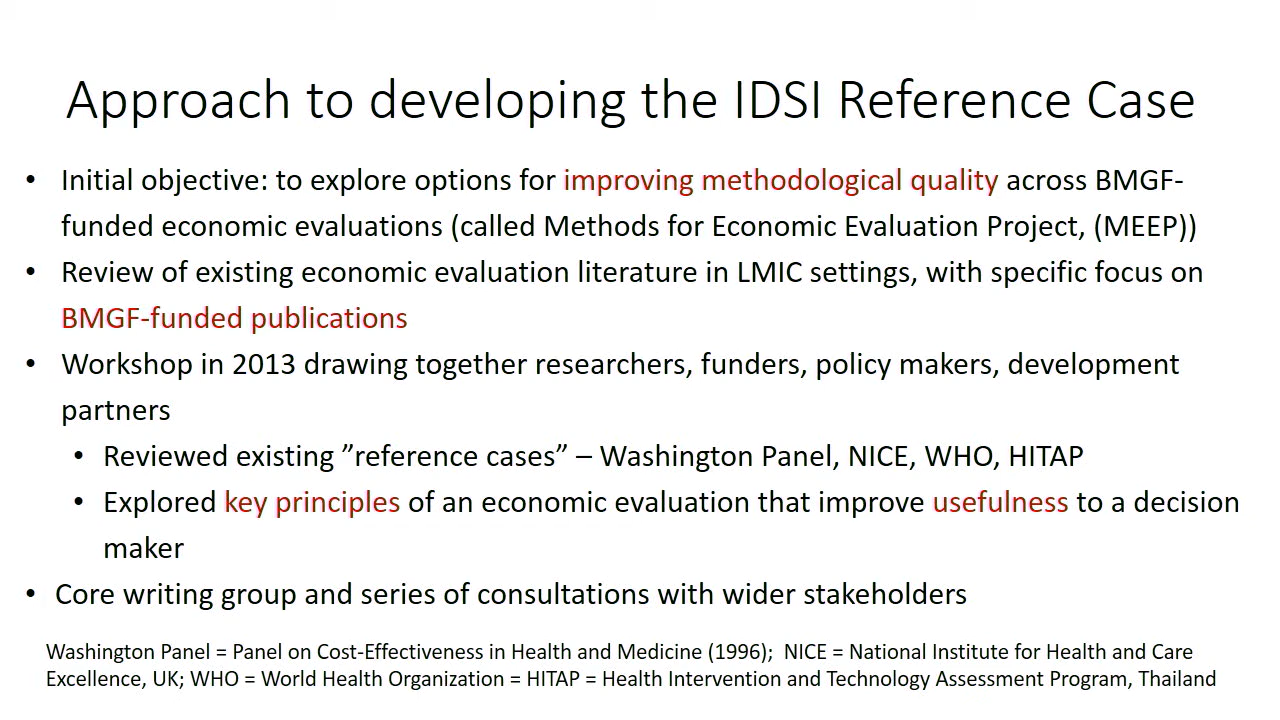 Approach to developing the IDSI Reference Case
• Initial objective: to explore options for improving methodological quality across BMGF-
funded economic evaluations (called Methods for Economic Evaluation Project, (MEEP))
• Review of existing economic evaluation literature in LMIC settings, with specific focus on
BMGF-funded publications
• Workshop in 2013 drawing together researchers, funders, policy makers, development
partners
• Reviewed existing ”reference cases” – Washington Panel, NICE, WHO, HITAP
• Explored key principles of an economic evaluation that improve usefulness to a decision
maker
• Core writing group and series of consultations with wider stakeholders
Washington Panel = Panel on Cost-Effectiveness in Health and Medicine (1996); NICE = National Institute for Health and Care
Excellence, UK; WHO = World Health Organization = HITAP = Health Intervention and Technology Assessment Program, Thailand